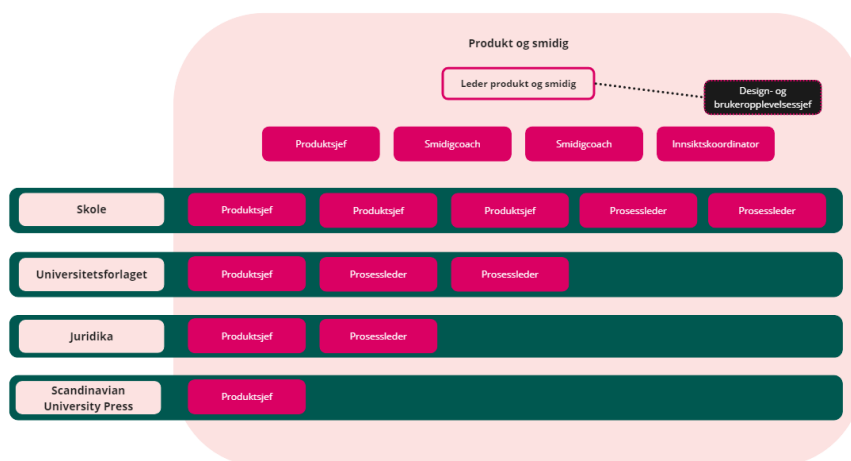 Produkt og smidig
Leder produkt og smidig
Design- og
brukeropplevelsessjef
Produktsjef
Smidigcoach
Smidigcoach
Innsiktskoordinator
Skole
Produktsjef
Produktsjef
Produktsjef
Prosessleder
Prosessleder
Universitetsforlaget
Produktsjef
Prosessleder
Prosessleder
Juridika
Produktsjef
Prosessleder
Scandinavian
University Press
Produktsjef